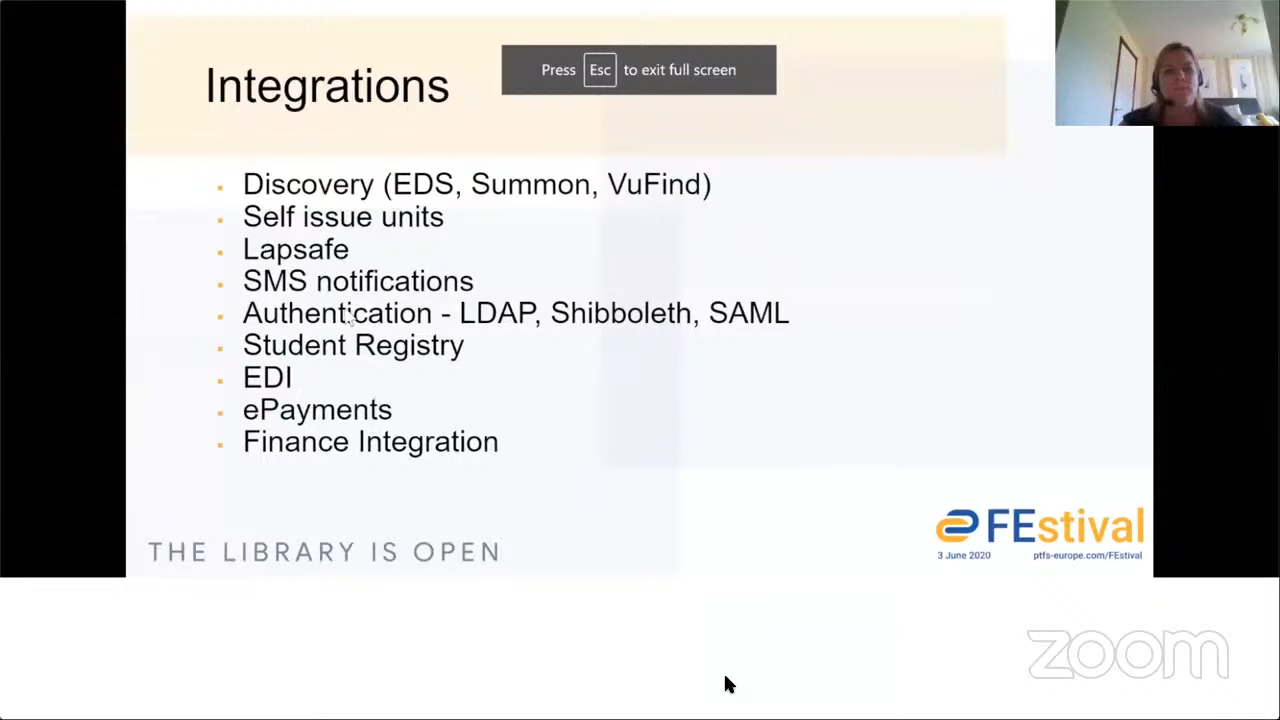 Integrations
Press Esc to exit full screen
Discovery (EDS, Summon, VuFind)
Self issue units
Lapsafe
SMS notifications
Authentication - LDAP, Shibboleth, SAML
Student Registry
EDI
ePayments
Finance Integration
THE LIBRARY IS OPEN
FEstival
3 June 2020 ptfs-europe.com/FEstival
zoom